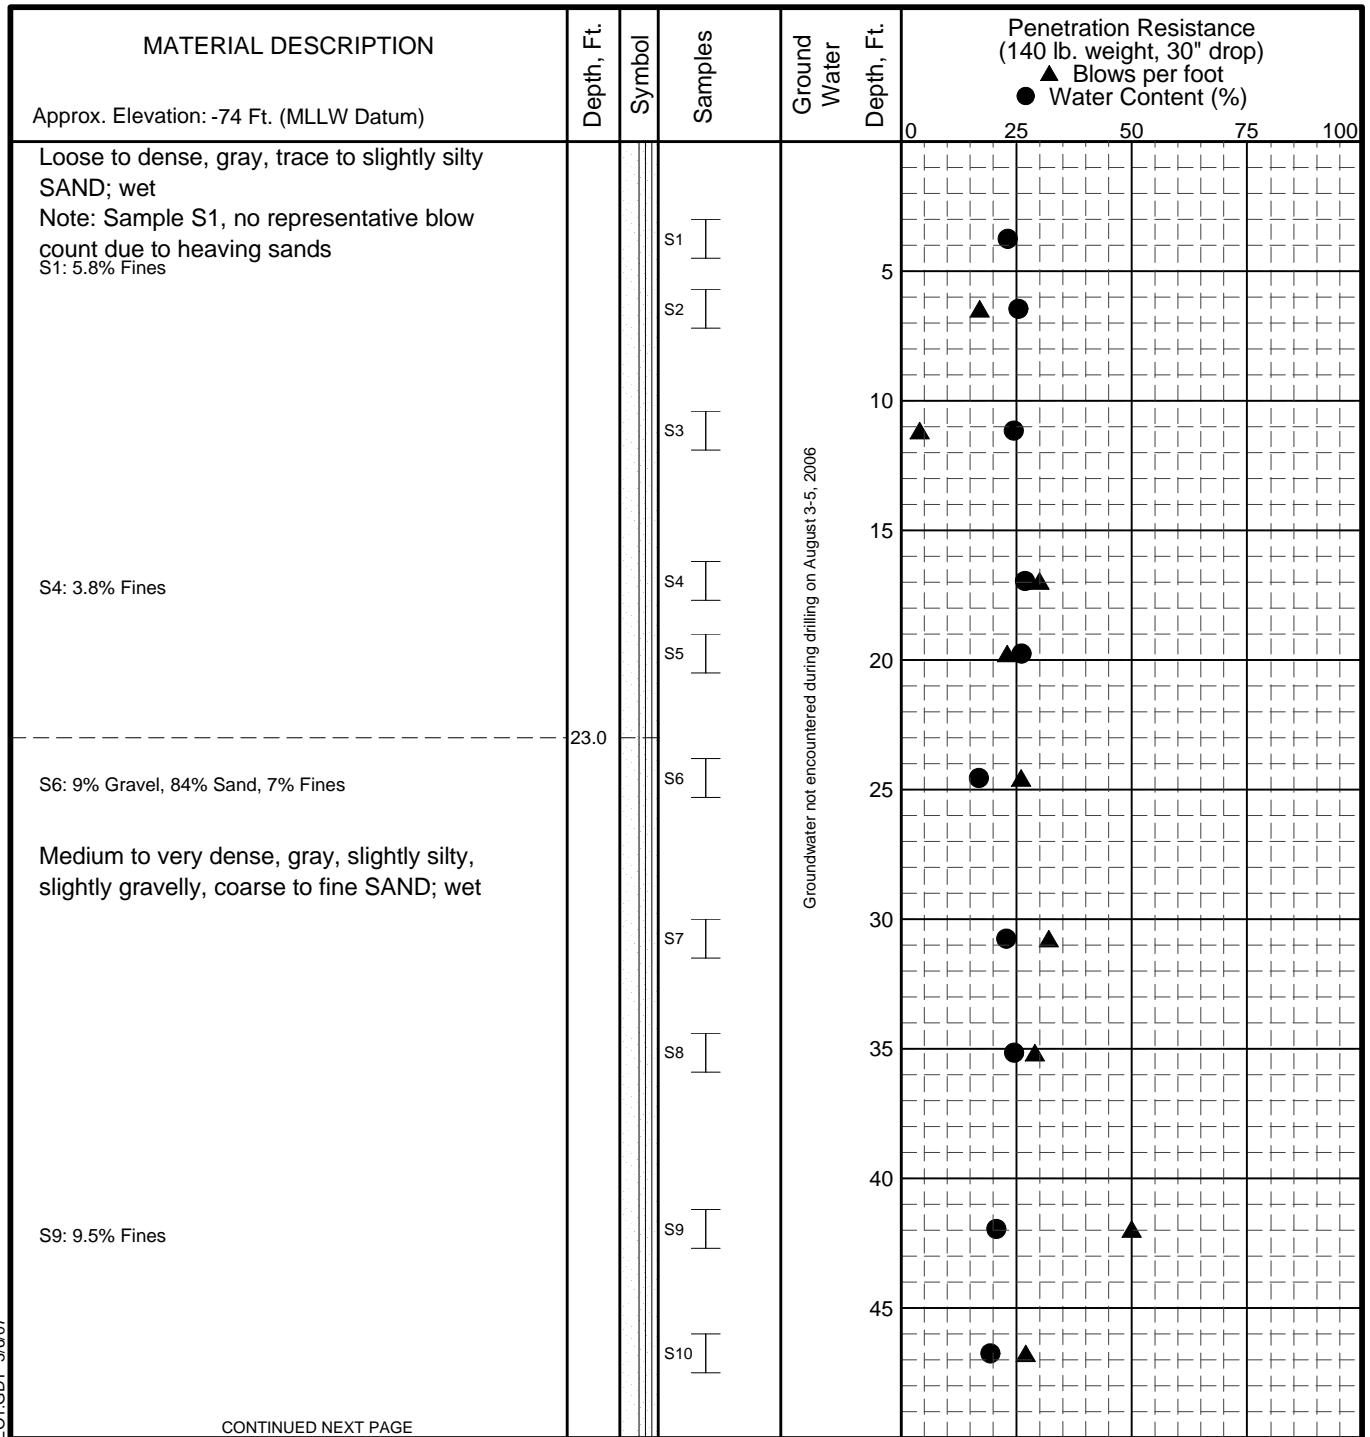 MATERIAL DESCRIPTION
Approx. Elevation: -74 Ft. (MLLW Datum)
Depth, Ft.
Symbol
Samples
Ground
Water
Depth, Ft.
Penetration Resistance
(140 lb. weight, 30" drop)
▲ Blows per foot
● Water Content (%)
0 25 50 75 100
Loose to dense, gray, trace to slightly silty
SAND; wet
Note: Sample S1, no representative blow
count due to heaving sands
S1: 5.8% Fines
S4: 3.8% Fines
23.0
S6: 9% Gravel, 84% Sand, 7% Fines
Medium to very dense, gray, slightly silty,
slightly gravelly, coarse to fine SAND; wet
S9: 9.5% Fines
CONTINUED NEXT PAGE
S1
S2
S3
S4
S5
S6
S7
S8
S9
S10
Groundwater not encountered during drilling on August 3-5, 2006
5
10
15
20
25
30
35
40
45